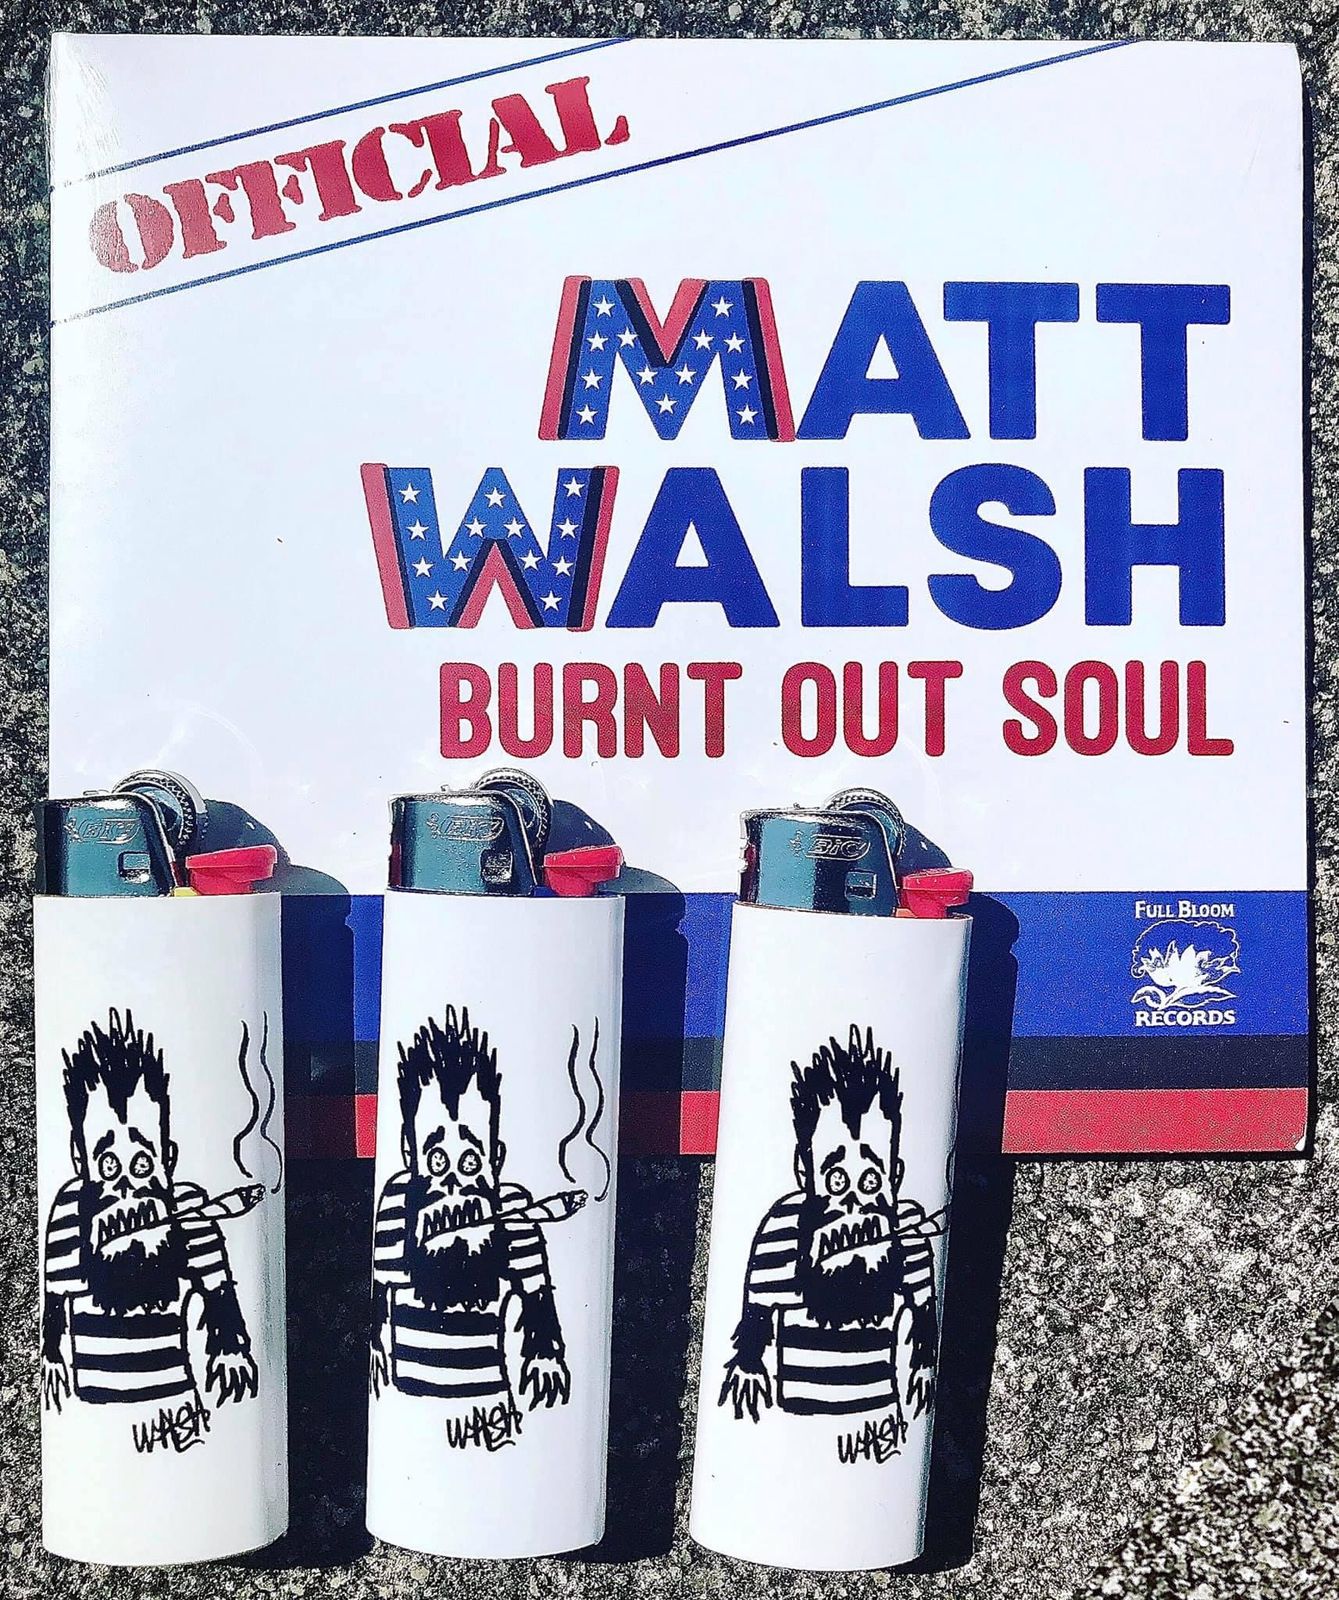 OFFICIAL
MATT
WALSH
BURNT OUT SOUL
BIC
BIC
BIC
FULL BLOOM
RECORDS
WALSH
WALSH
WALSH